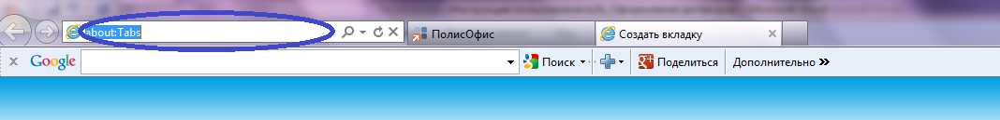 about:Tabs ПолисОфис Создать вкладку
Google Поиск Поделиться Дополнительно »